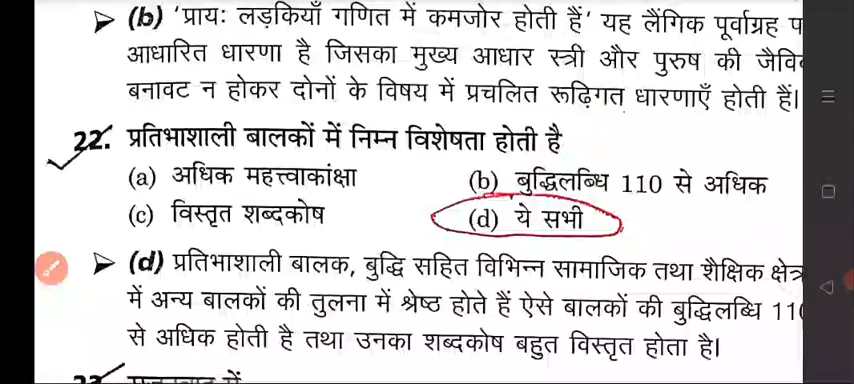 (b) 'प्रायः लड़कियाँ गणित में कमजोर होती हैं' यह लैंगिक पूर्वाग्रह
आधारित धारणा है जिसका मुख्य आधार स्त्री और पुरुष की
बनावट न होकर दोनों के विषय में प्रचलित रूढ़िगत धारणाएँ होती हैं।
22. प्रतिभाशाली बालकों में निम्न विशेषता होती है
(a) अधिक महत्त्वाकांक्षा (b) बुद्धिलब्धि 110 से अधिक
(c) विस्तृत शब्दकोष (d) ये सभी
(d) प्रतिभाशाली बालक, बुद्धि सहित विभिन्न सामाजिक तथा शैक्षिक क्षेत्र
में अन्य बालकों की तुलना में श्रेष्ठ होते हैं ऐसे बालकों की बुद्धिलब्धि 110
से अधिक होती है तथा उनका शब्दकोष बहुत विस्तृत होता है।